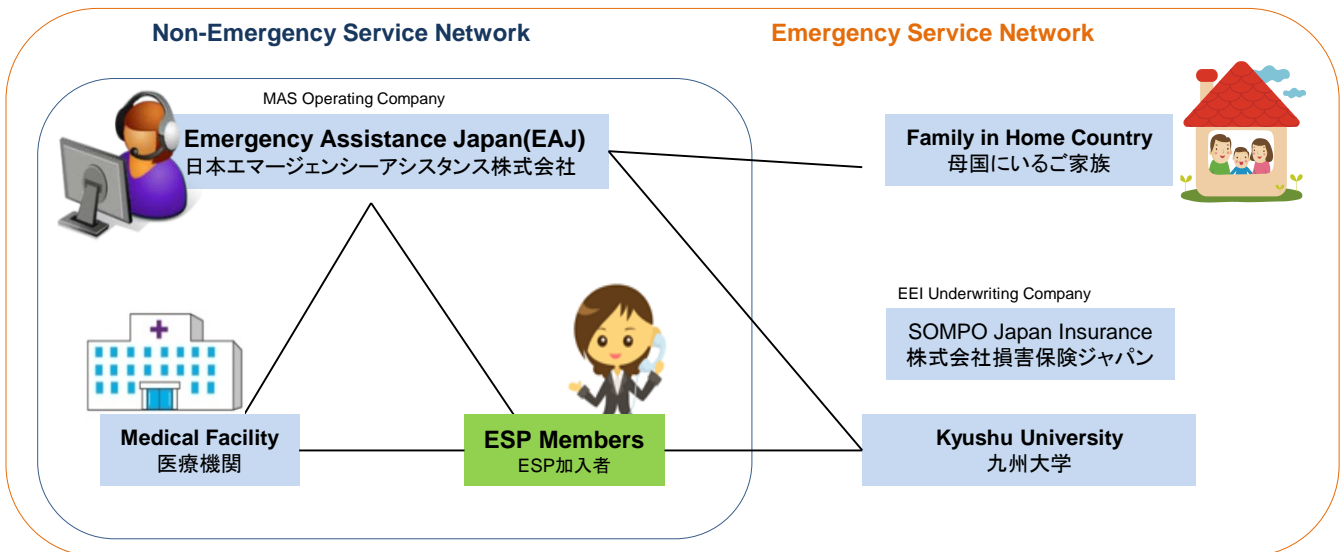 Non-Emergency Service Network
Emergency Service Network
MAS Operating Company
Emergency Assistance Japan(EAJ)
日本エマージェンシーアシスタンス株式会社
Family in Home Country
母国にいるご家族
EEI Underwriting Company
SOMPO Japan Insurance
株式会社損害保険ジャパン
Medical Facility
医療機関
ESP Members
ESP加入者
Kyushu University
九州大学